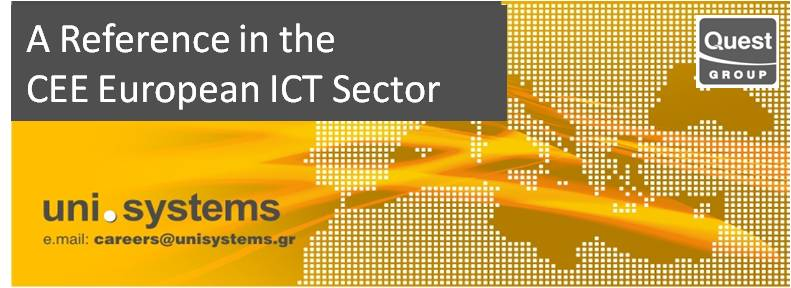 A Reference in the
CEE European ICT Sector
Quest
GROUP
uni.systems
e.mail: careers@unisystems.gr